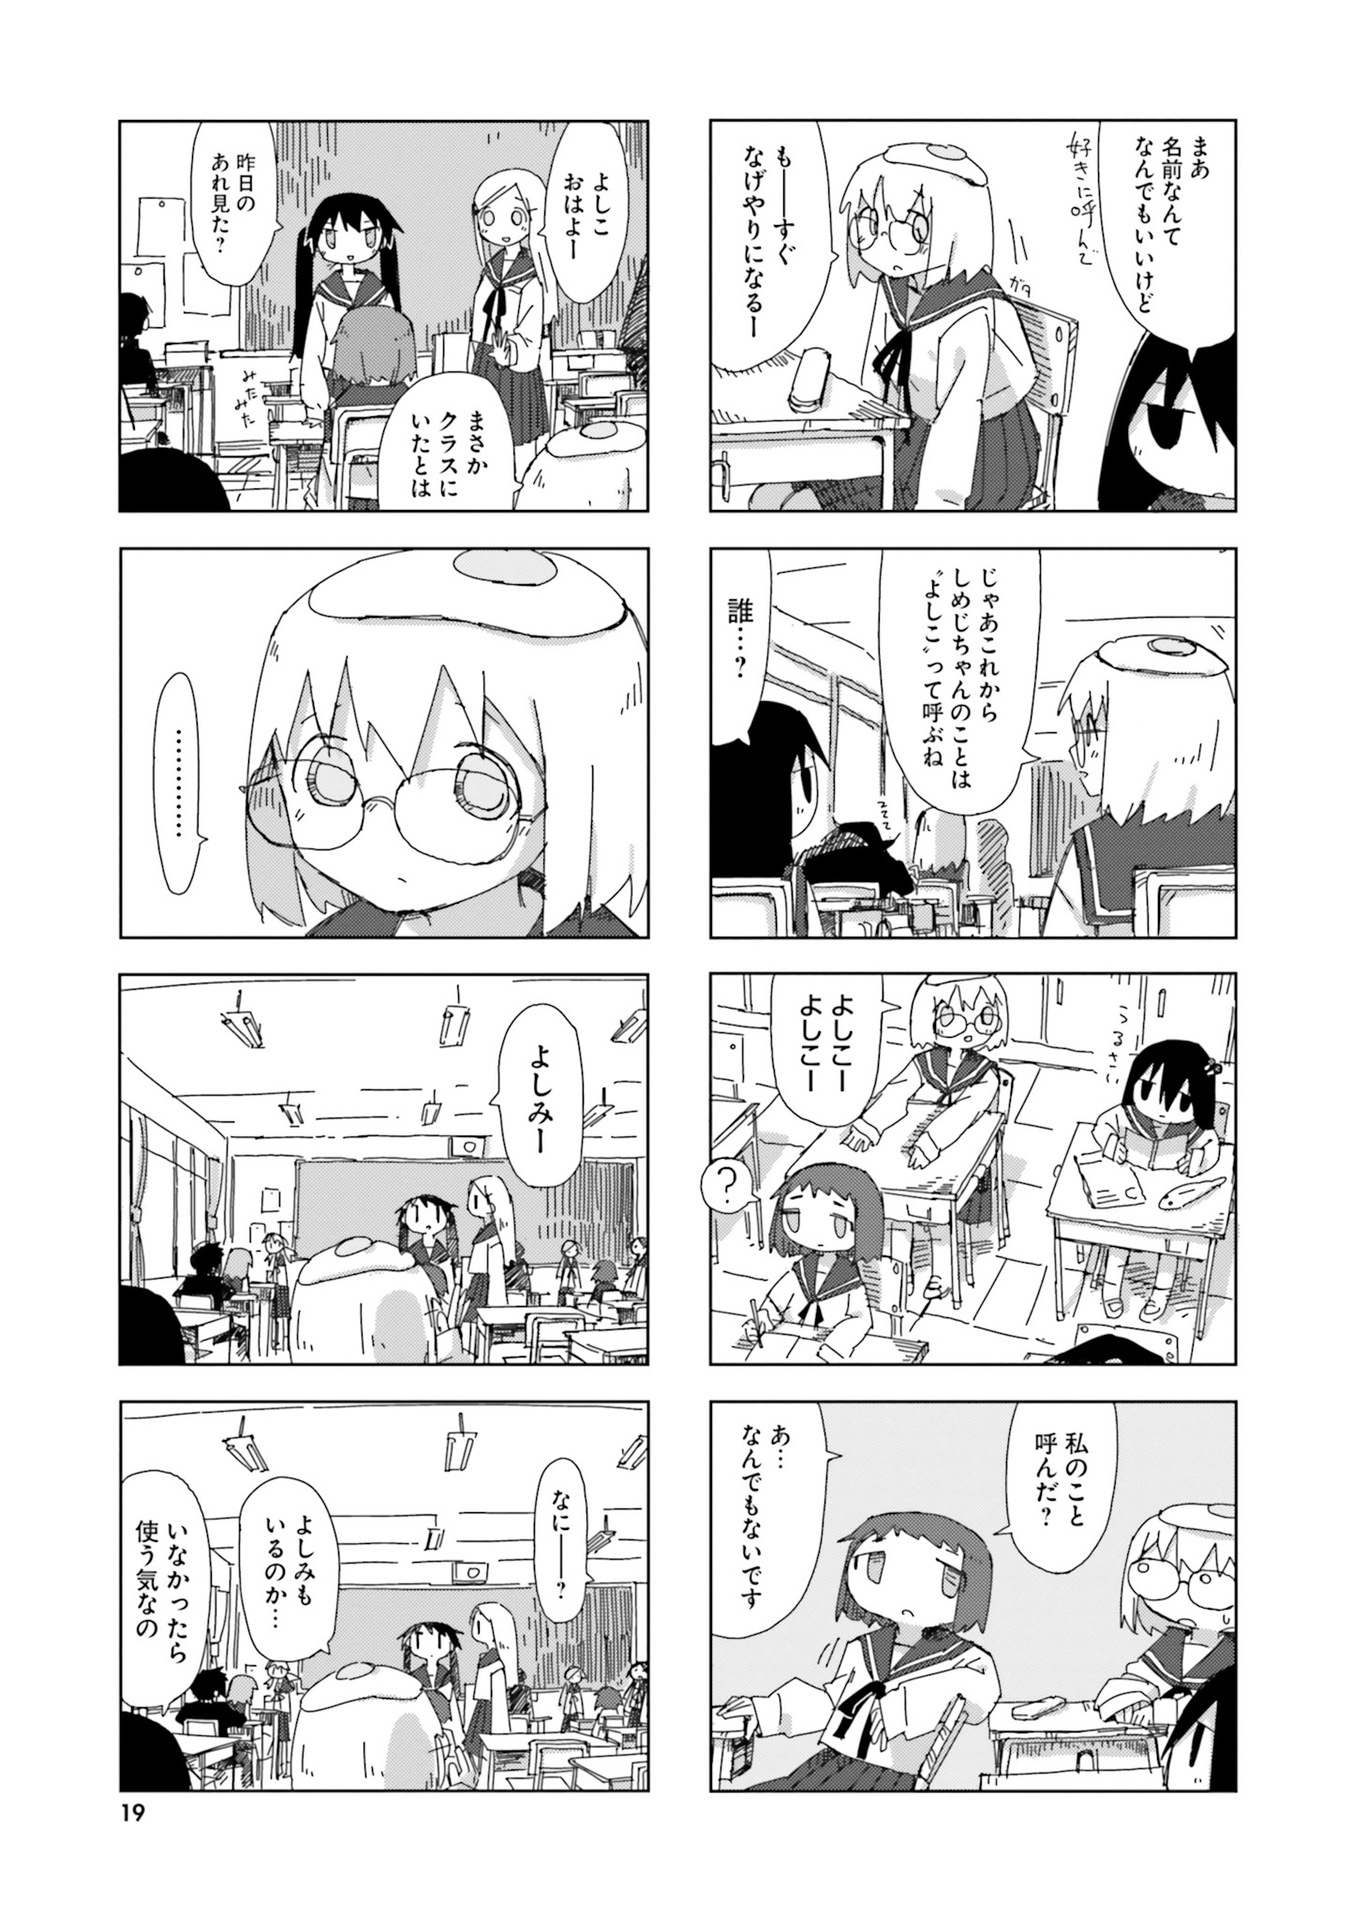 まあ
名前なんて
なんでもいいけど
好きに呼んで
ガタ
も――すぐ
なげやりになるー
じゃあこれから
しめじちゃんのことは
〝よしこ〟って呼ぶね
誰…?
zzzz
よしこー
よしこー
うるさい
?
私のこと
呼んだ?
あ…
なんでもないです
よしこ
おはよー
昨日の
あれ見た?
みたみた
まさか
クラスに
いたとは
…………
よしみー
なに――?
よしみも
いるのか…
いなかったら
使う気なの
19